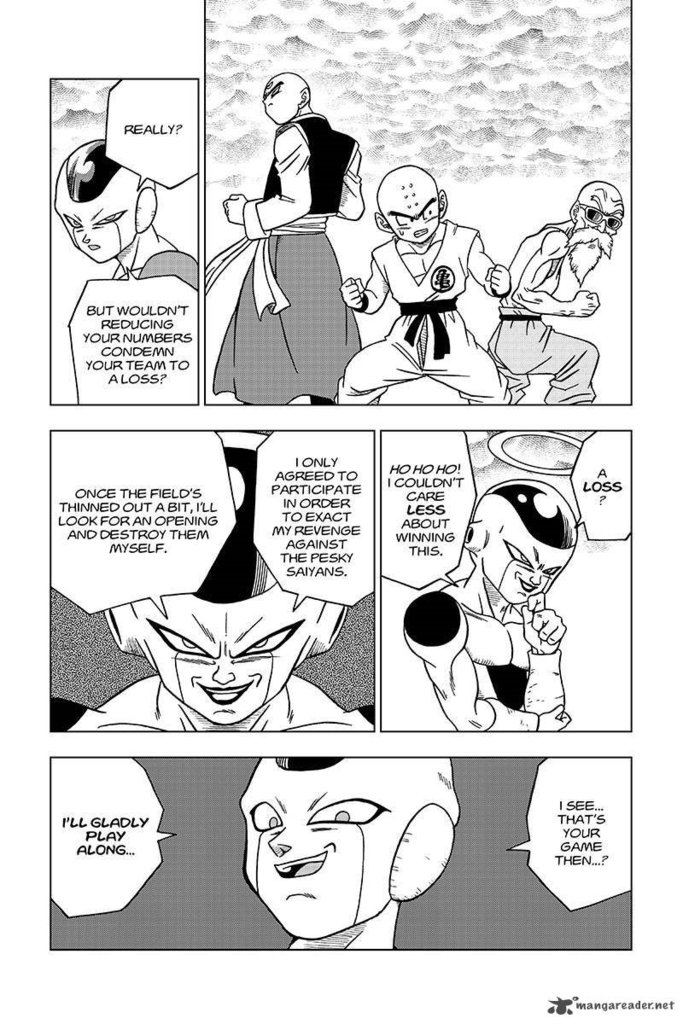 亀
REALLY?
BUT WOULDN'T
REDUCING
YOUR NUMBERS
CONDEMN
YOUR TEAM TO
A LOSS?
A
LOSS
?
HO HO HO!
I COULDN'T
CARE
LESS
ABOUT
WINNING
THIS.
I ONLY
AGREED TO
PARTICIPATE
IN ORDER
TO EXACT
MY REVENGE
AGAINST
THE PESKY
SAIYANS.
ONCE THE FIELD'S
THINNED OUT A BIT, I'LL
LOOK FOR AN OPENING
AND DESTROY THEM
MYSELF.
I SEE...
THAT'S
YOUR
GAME
THEN...?
I'LL GLADLY
PLAY
ALONG...
mangareader.net